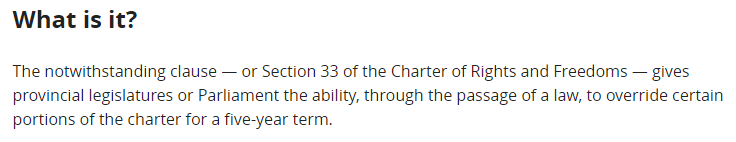 What is it?
The notwithstanding clause — or Section 33 of the Charter of Rights and Freedoms — gives
provincial legislatures or Parliament the ability, through the passage of a law, to override certain
portions of the charter for a five-year term.